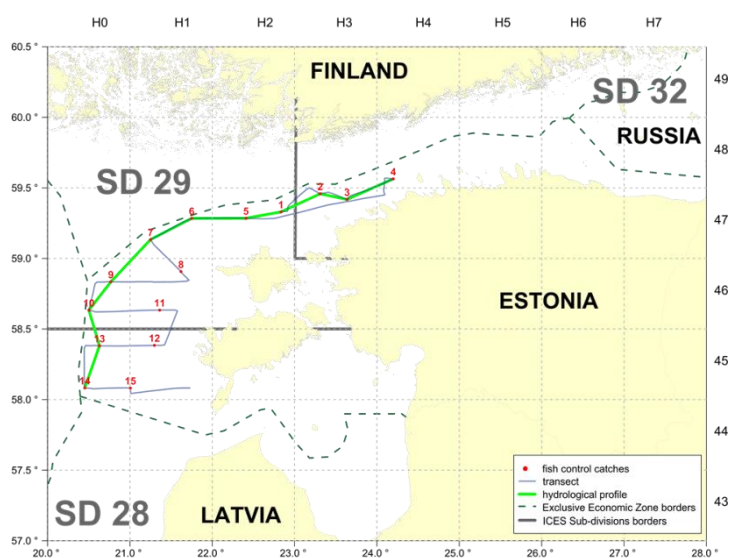 H0 H1 H2 H3 H4 H5 H6 H7
60.5 °
FINLAND
49
SD 32
60.0 °
RUSSIA
48
SD 29
59.5 °
4
2
3
1
5
6
47
7
59.0 °
8
9
46
10
11
ESTONIA
58.5 °
13
12
45
14
15
58.0 °
44
57.5 °
fish control catches
transect
hydrological profile
Exclusive Economic Zone borders
ICES Sub-divisions borders
43
SD 28
LATVIA
57.0 °
20.0 ° 21.0 ° 22.0 ° 23.0 ° 24.0 ° 25.0 ° 26.0 ° 27.0 ° 28.0 °